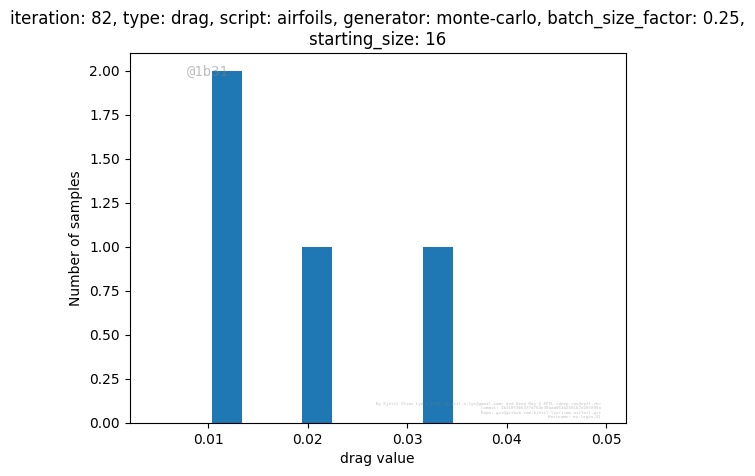 iteration: 82, type: drag, script: airfoils, generator: monte-carlo, batch_size_factor: 0.25,
starting_size: 16
@1b31
2.00
1.75
1.50
1.25
1.00
0.75
0.50
0.25
0.00
Number of samples
0.01
0.02
0.03
0.04
0.05
drag value